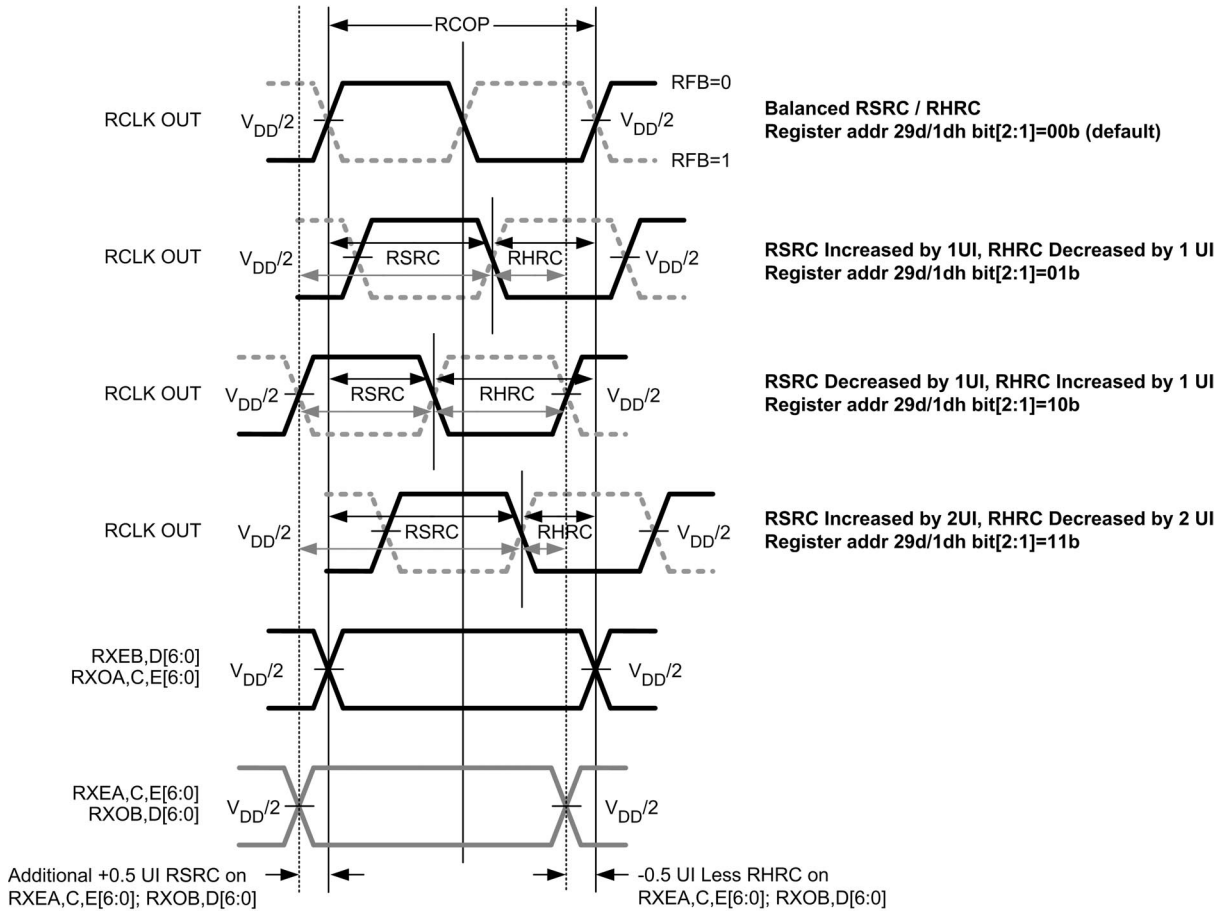 RCOP
RFB=0
RCLK OUT
V_DD/2
V_DD/2
RFB=1
Balanced RSRC / RHRC
Register addr 29d/1dh bit[2:1]=00b (default)
RCLK OUT
V_DD/2
RSRC
RHRC
V_DD/2
RSRC Increased by 1UI, RHRC Decreased by 1 UI
Register addr 29d/1dh bit[2:1]=01b
RCLK OUT
V_DD/2
RSRC
RHRC
V_DD/2
RSRC Decreased by 1UI, RHRC Increased by 1 UI
Register addr 29d/1dh bit[2:1]=10b
RCLK OUT
V_DD/2
RSRC
RHRC
V_DD/2
RSRC Increased by 2UI, RHRC Decreased by 2 UI
Register addr 29d/1dh bit[2:1]=11b
RXEB,D[6:0]
RXOA,C,E[6:0]
V_DD/2
V_DD/2
RXEA,C,E[6:0]
RXOB,D[6:0]
V_DD/2
V_DD/2
Additional +0.5 UI RSRC on
RXEA,C,E[6:0]; RXOB,D[6:0]
-0.5 UI Less RHRC on
RXEA,C,E[6:0]; RXOB,D[6:0]